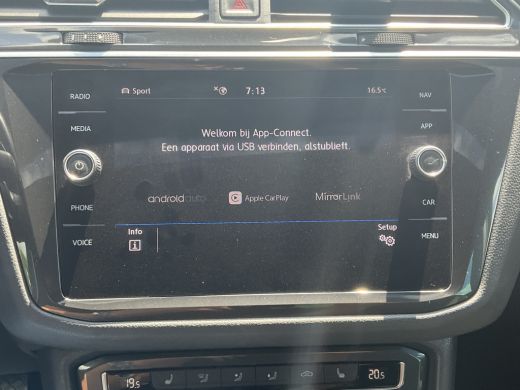 RADIO
NAV
Sport 7:13 16.5°C
MEDIA
APP
Welkom bij App-Connect.
Een apparaat via USB verbinden, alstublieft.
androidauto Apple CarPlay MirrorLink
PHONE
CAR
Info
Setup
VOICE
MENU
19.5
20.5